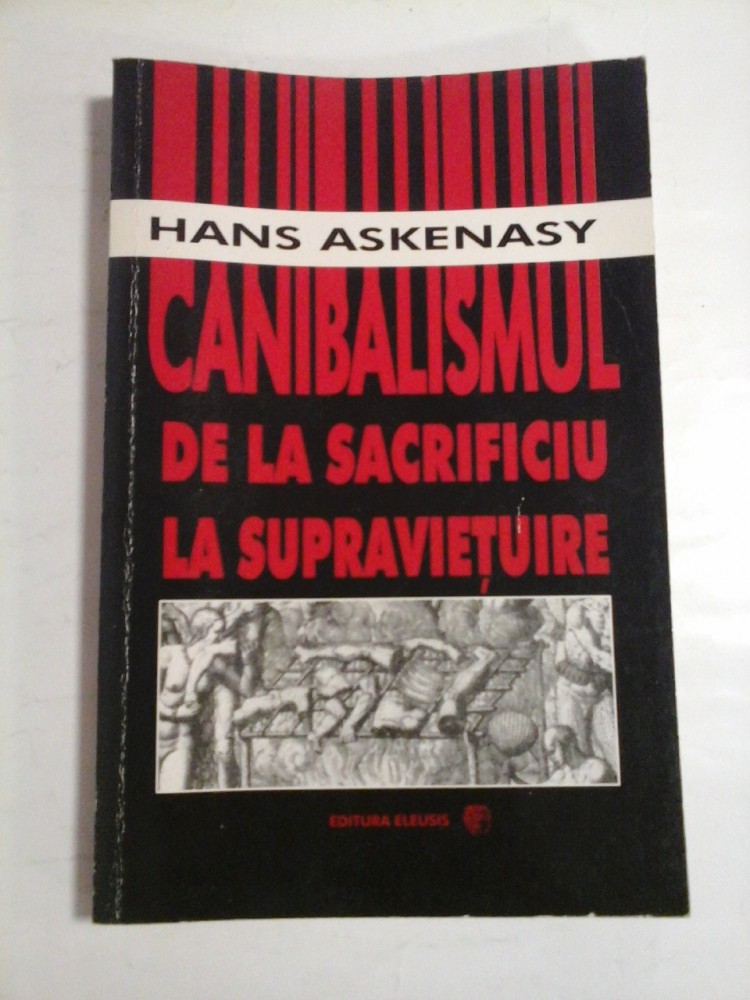 HANS ASKENASY
CANIBALISMUL
DE LA SACRIFICIU
LA SUPRAVIEȚUIRE
EDITURA ELEUSIS